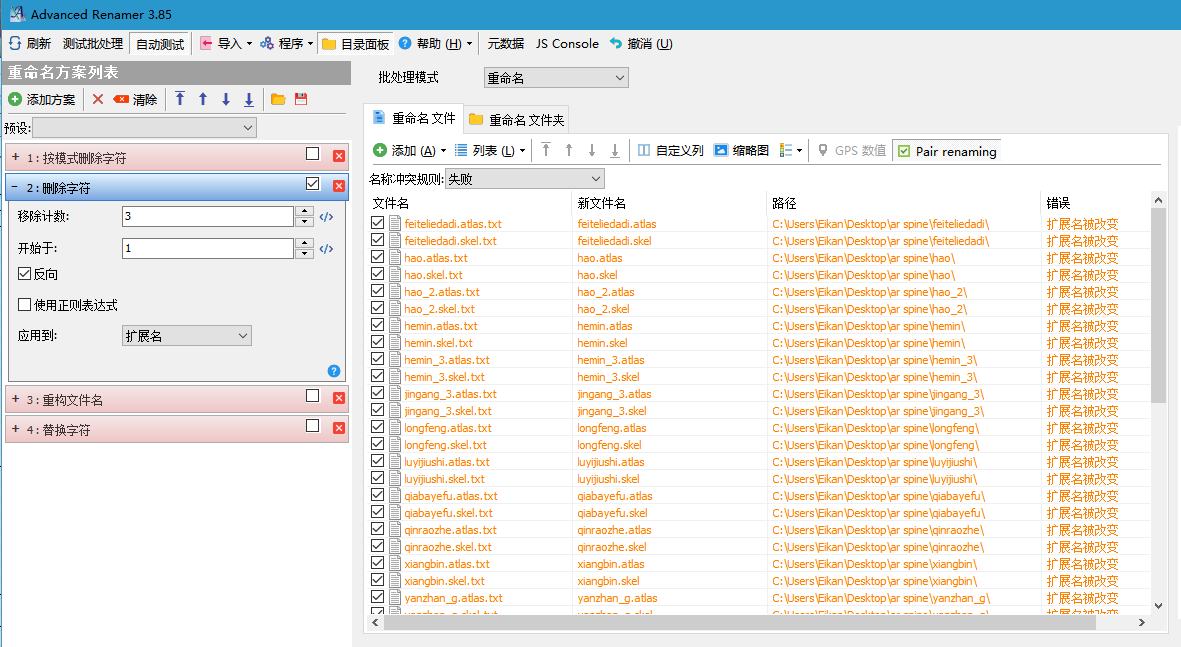 Advanced Renamer 3.85
刷新 测试批处理 自动测试 导入 程序 目录面板 帮助 (H) 元数据 JS Console 撤消 (U)
重命名方案列表
添加方案 清除
预设:
1:按模式删除字符
2:删除字符
移除计数: 3
开始于: 1
反向
使用正则表达式
应用到: 扩展名
3:重构文件名
4:替换字符
批处理模式 重命名
重命名 文件 重命名 文件夹
添加 (A) 列表 (L) 自定义列 缩略图 GPS 数值 Pair renaming
名称冲突规则: 失败
文件名 新文件名 路径 错误
feiteliedadi.atlas.txt feiteliedadi.atlas C:\Users\Eikan\Desktop\ar spine\feiteliedadi\ 扩展名被改变
feiteliedadi.skel.txt feiteliedadi.skel C:\Users\Eikan\Desktop\ar spine\feiteliedadi\ 扩展名被改变
hao.atlas.txt hao.atlas C:\Users\Eikan\Desktop\ar spine\hao\ 扩展名被改变
hao.skel.txt hao.skel C:\Users\Eikan\Desktop\ar spine\hao\ 扩展名被改变
hao_2.atlas.txt hao_2.atlas C:\Users\Eikan\Desktop\ar spine\hao_2\ 扩展名被改变
hao_2.skel.txt hao_2.skel C:\Users\Eikan\Desktop\ar spine\hao_2\ 扩展名被改变
hemin.atlas.txt hemin.atlas C:\Users\Eikan\Desktop\ar spine\hemin\ 扩展名被改变
hemin.skel.txt hemin.skel C:\Users\Eikan\Desktop\ar spine\hemin\ 扩展名被改变
hemin_3.atlas.txt hemin_3.atlas C:\Users\Eikan\Desktop\ar spine\hemin_3\ 扩展名被改变
hemin_3.skel.txt hemin_3.skel C:\Users\Eikan\Desktop\ar spine\hemin_3\ 扩展名被改变
jingang_3.atlas.txt jingang_3.atlas C:\Users\Eikan\Desktop\ar spine\jingang_3\ 扩展名被改变
jingang_3.skel.txt jingang_3.skel C:\Users\Eikan\Desktop\ar spine\jingang_3\ 扩展名被改变
longfeng.atlas.txt longfeng.atlas C:\Users\Eikan\Desktop\ar spine\longfeng\ 扩展名被改变
longfeng.skel.txt longfeng.skel C:\Users\Eikan\Desktop\ar spine\longfeng\ 扩展名被改变
luyijiushi.atlas.txt luyijiushi.atlas C:\Users\Eikan\Desktop\ar spine\luyijiushi\ 扩展名被改变
luyijiushi.skel.txt luyijiushi.skel C:\Users\Eikan\Desktop\ar spine\luyijiushi\ 扩展名被改变
qiabayefu.atlas.txt qiabayefu.atlas C:\Users\Eikan\Desktop\ar spine\qiabayefu\ 扩展名被改变
qiabayefu.skel.txt qiabayefu.skel C:\Users\Eikan\Desktop\ar spine\qiabayefu\ 扩展名被改变
qinraozhe.atlas.txt qinraozhe.atlas C:\Users\Eikan\Desktop\ar spine\qinraozhe\ 扩展名被改变
qinraozhe.skel.txt qinraozhe.skel C:\Users\Eikan\Desktop\ar spine\qinraozhe\ 扩展名被改变
xiangbin.atlas.txt xiangbin.atlas C:\Users\Eikan\Desktop\ar spine\xiangbin\ 扩展名被改变
xiangbin.skel.txt xiangbin.skel C:\Users\Eikan\Desktop\ar spine\xiangbin\ 扩展名被改变
yanzhan_g.atlas.txt yanzhan_g.atlas C:\Users\Eikan\Desktop\ar spine\yanzhan_g\ 扩展名被改变